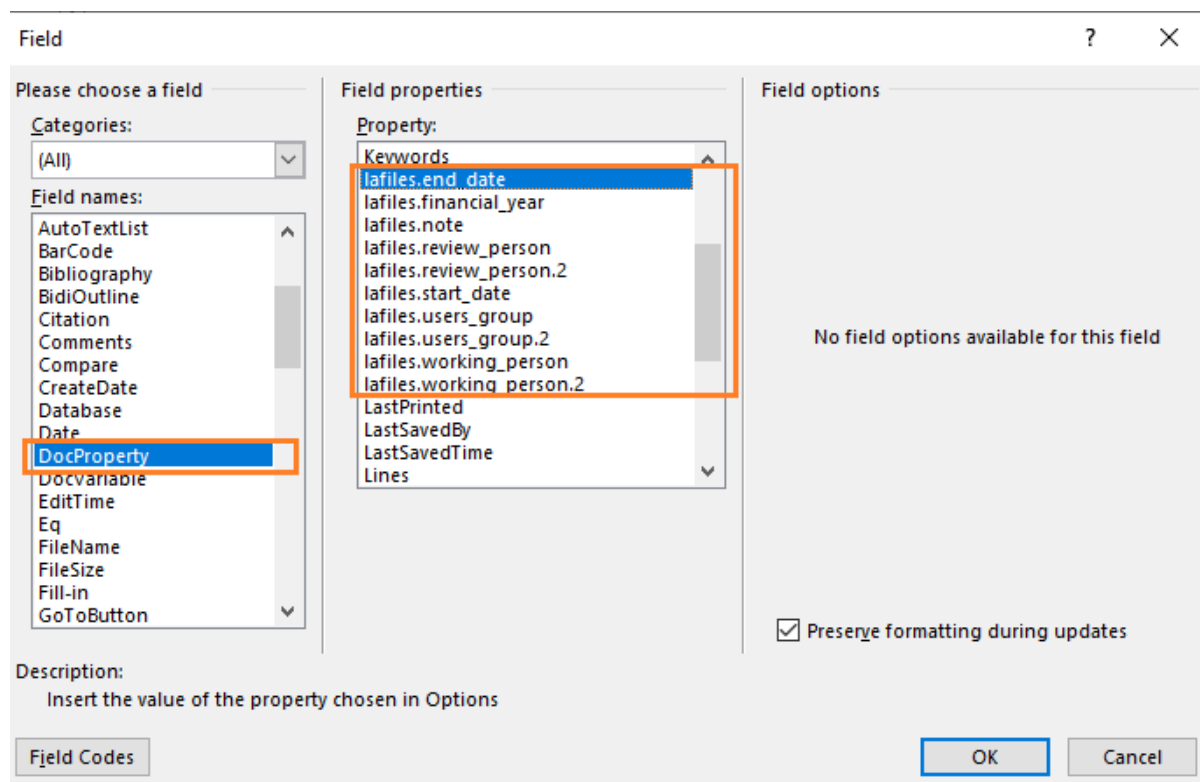 Field
?
Please choose a field
Categories:
(All)
Field names:
AutoTextList
BarCode
Bibliography
BidiOutline
Citation
Comments
Compare
CreateDate
Database
Date
DocProperty
DocVariable
EditTime
Eq
FileName
FileSize
Fill-in
GoToButton
Field properties
Property:
Keywords
lafiles.end_date
lafiles.financial_year
lafiles.note
lafiles.review_person
lafiles.review_person.2
lafiles.start_date
lafiles.users_group
lafiles.users_group.2
lafiles.working_person
lafiles.working_person.2
LastPrinted
LastSavedBy
LastSavedTime
Lines
Field options
No field options available for this field
Preserve formatting during updates
Description:
Insert the value of the property chosen in Options
Field Codes
OK
Cancel